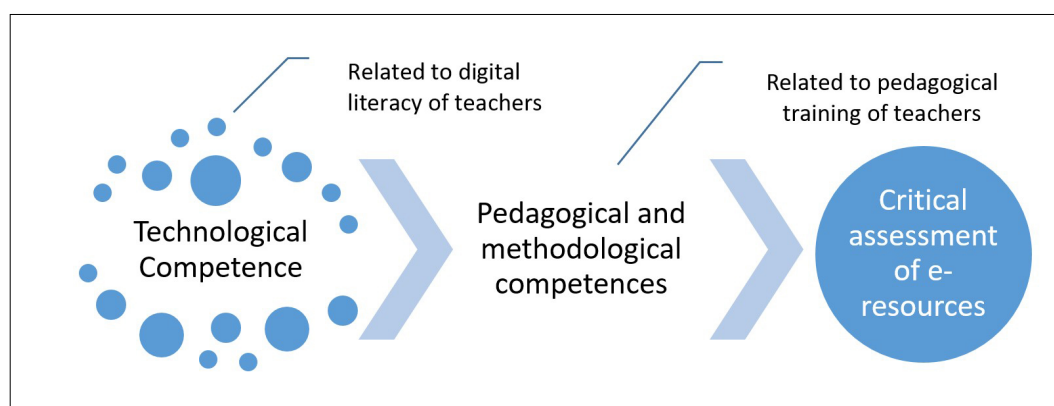 Related to digital
literacy of teachers
Related to pedagogical
training of teachers
Technological
Competence
Pedagogical and
methodological
competences
Critical
assessment
of e-
resources